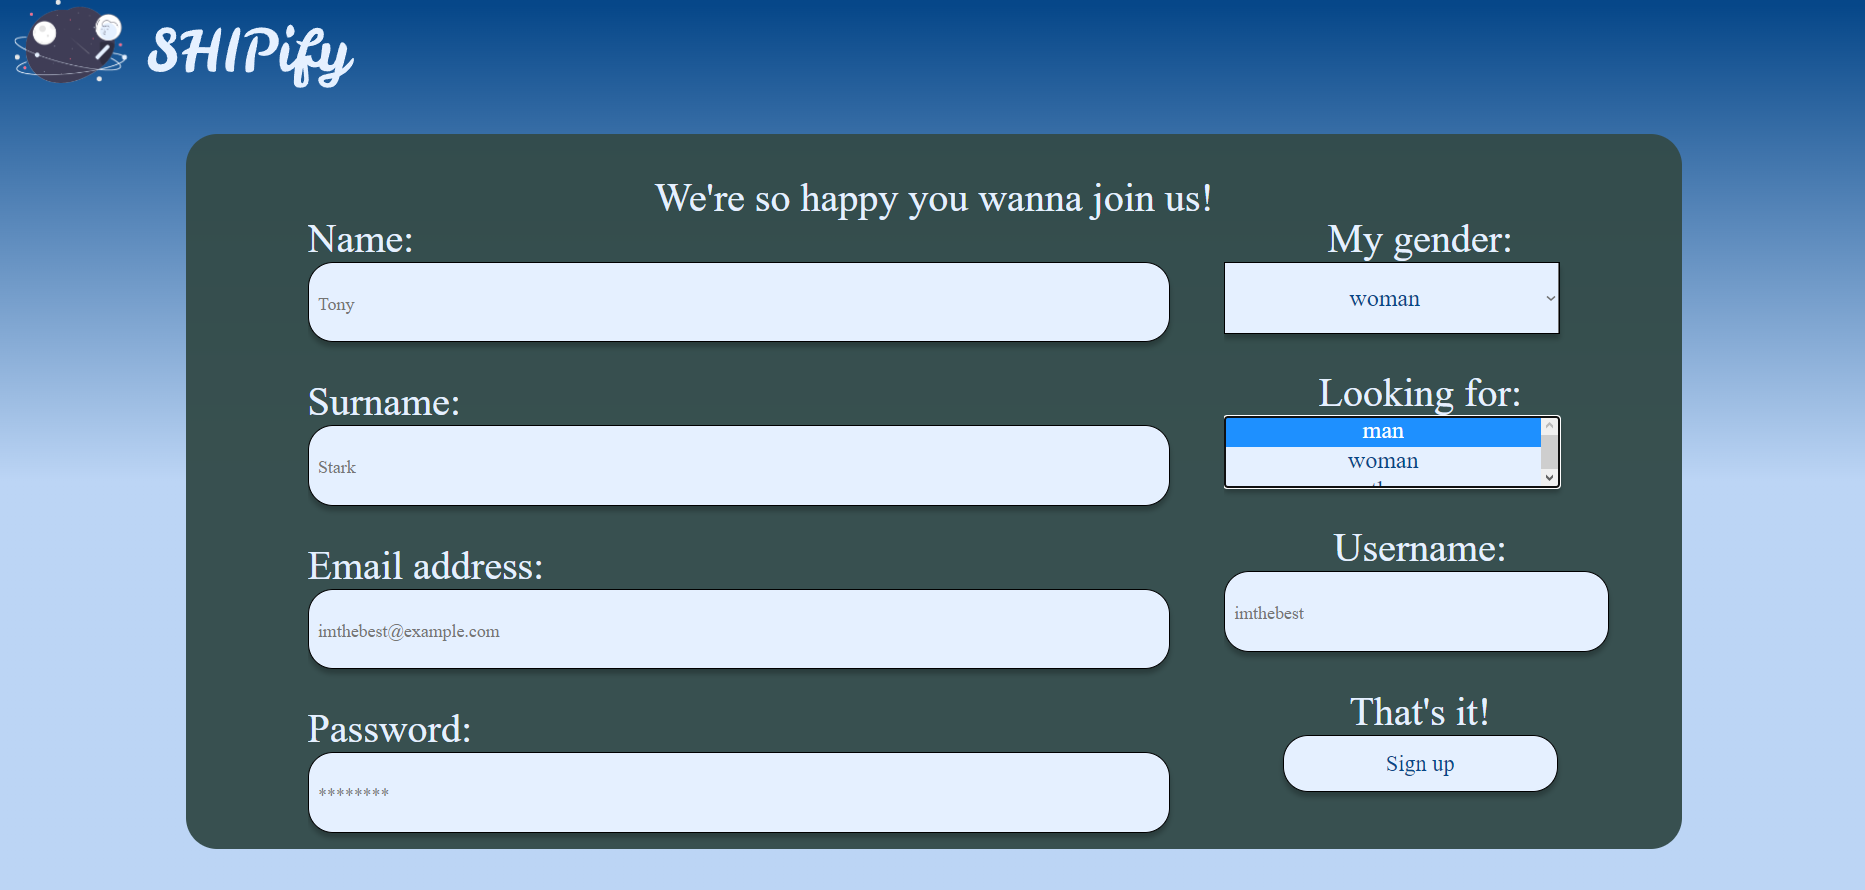 SHIPify
We're so happy you wanna join us!
Name:
Tony
Surname:
Stark
Email address:
imthebest@example.com
Password:
********
My gender:
woman
Looking for:
man
woman
Username:
imthebest
That's it!
Sign up